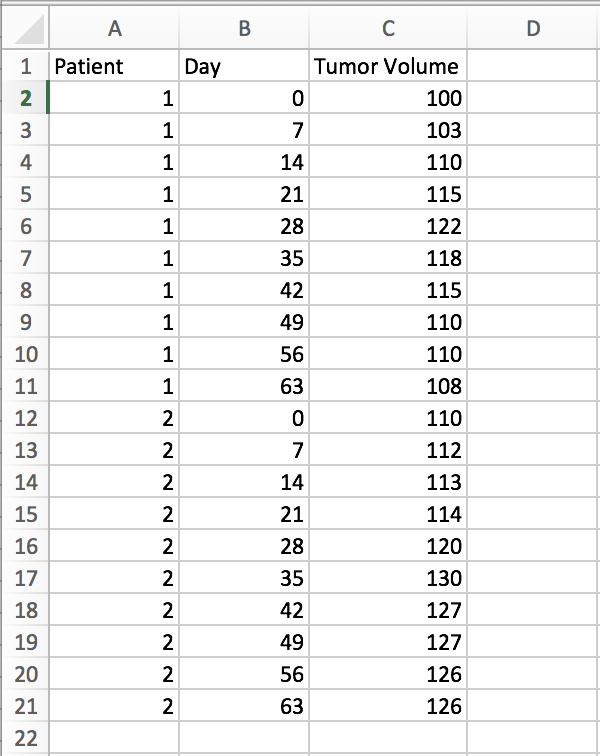 A B C D
1 Patient Day Tumor Volume
2 1 0 100
3 1 7 103
4 1 14 110
5 1 21 115
6 1 28 122
7 1 35 118
8 1 42 115
9 1 49 110
10 1 56 110
11 1 63 108
12 2 0 110
13 2 7 112
14 2 14 113
15 2 21 114
16 2 28 120
17 2 35 130
18 2 42 127
19 2 49 127
20 2 56 126
21 2 63 126
22